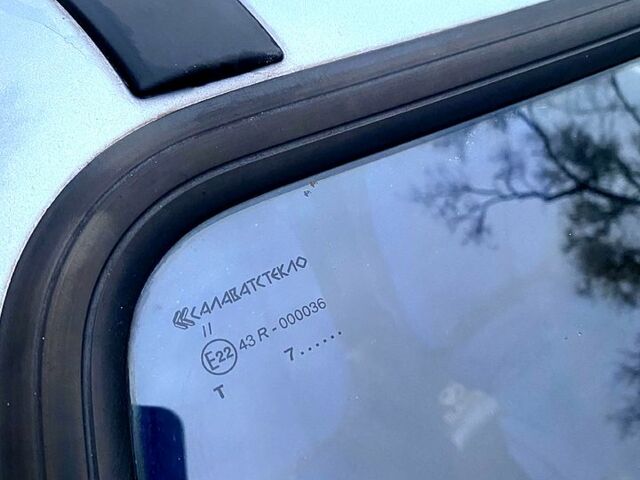 САЛАВАТСТЕКЛО
II
E22 43 R - 000036
7......
T